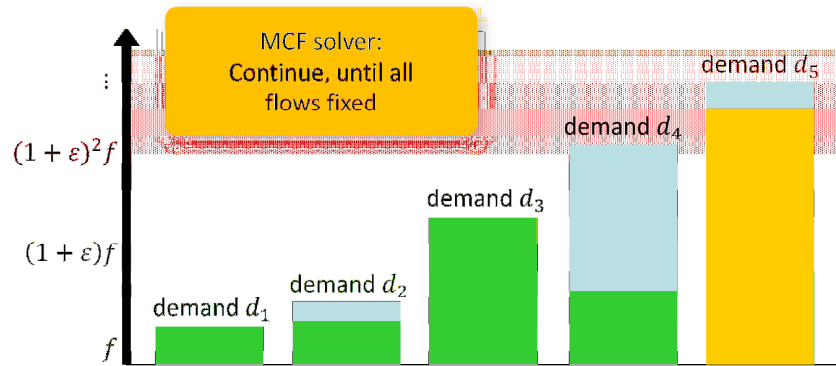 MCF solver:
Continue, until all
flows fixed
⋮
(1 + ε)²f
(1 + ε)f
f
demand d₁
demand d₂
demand d₃
demand d₄
demand d₅